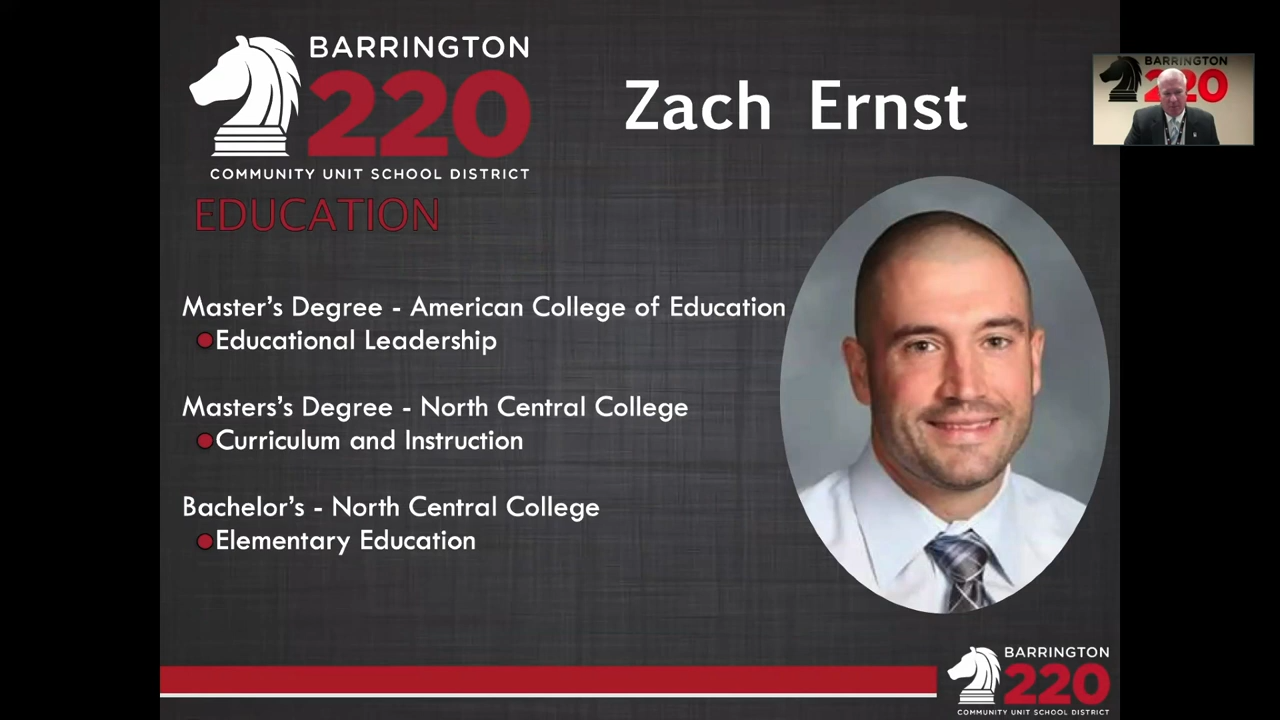 BARRINGTON
220
COMMUNITY UNIT SCHOOL DISTRICT
Zach Ernst
BARRINGTON
220
EDUCATION
Master's Degree - American College of Education
Educational Leadership
Masters's Degree - North Central College
Curriculum and Instruction
Bachelor's - North Central College
Elementary Education
BARRINGTON
220
COMMUNITY UNIT SCHOOL DISTRICT